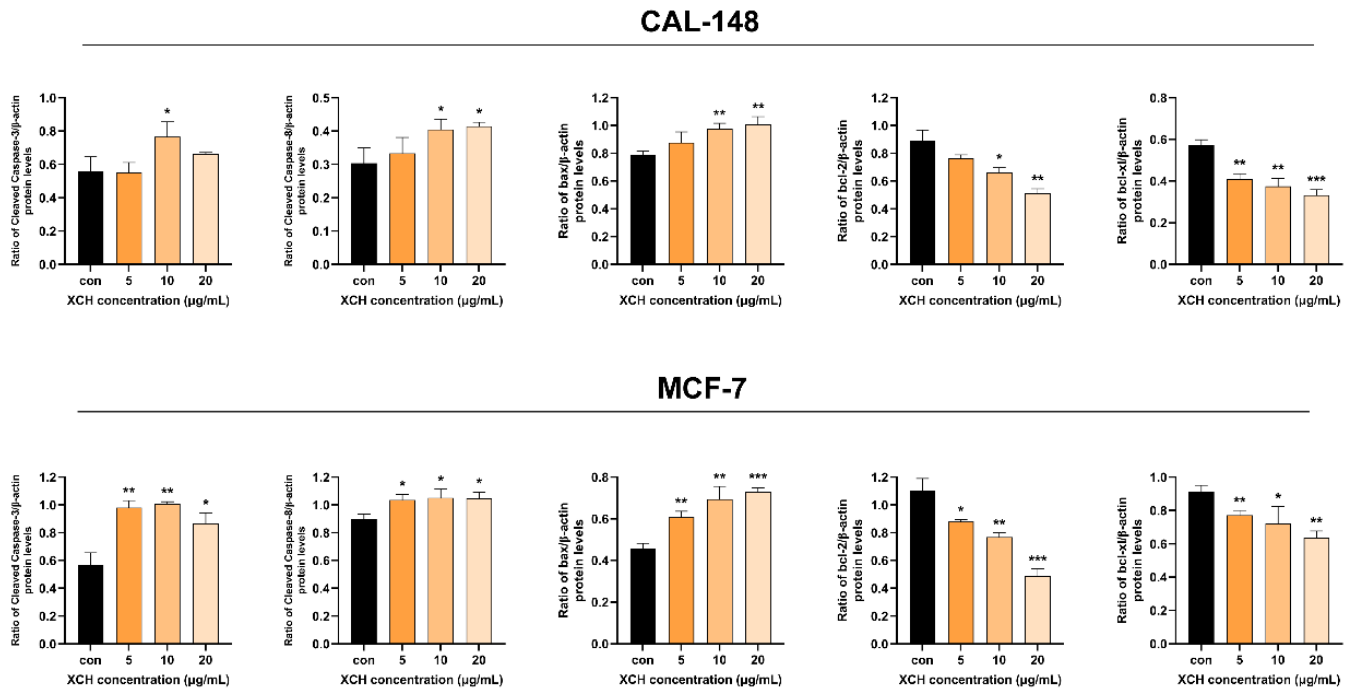 CAL-148
Ratio of Cleaved Caspase-3/β-actin
protein levels
1.0
0.8
0.6
0.4
0.2
0.0
*
con 5 10 20
XCH concentration (µg/mL)
Ratio of Cleaved Caspase-8/β-actin
protein levels
0.5
0.4
0.3
0.2
0.1
0.0
* *
con 5 10 20
XCH concentration (µg/mL)
Ratio of bax/β-actin
protein levels
1.2
1.0
0.8
0.6
0.4
0.2
0.0
** **
con 5 10 20
XCH concentration (µg/mL)
Ratio of bcl-2/β-actin
protein levels
1.2
1.0
0.8
0.6
0.4
0.2
0.0
* **
con 5 10 20
XCH concentration (µg/mL)
Ratio of bcl-xl/β-actin
protein levels
0.8
0.6
0.4
0.2
0.0
** ** ***
con 5 10 20
XCH concentration (µg/mL)
MCF-7
Ratio of Cleaved Caspase-3/β-actin
protein levels
1.2
1.0
0.8
0.6
0.4
0.2
0.0
** ** *
con 5 10 20
XCH concentration (µg/mL)
Ratio of Cleaved Caspase-8/β-actin
protein levels
1.2
1.0
0.8
0.6
0.4
0.2
0.0
* * *
con 5 10 20
XCH concentration (µg/mL)
Ratio of bax/β-actin
protein levels
0.8
0.6
0.4
0.2
0.0
** ** ***
con 5 10 20
XCH concentration (µg/mL)
Ratio of bcl-2/β-actin
protein levels
1.2
1.0
0.8
0.6
0.4
0.2
0.0
* ** ***
con 5 10 20
XCH concentration (µg/mL)
Ratio of bcl-xl/β-actin
protein levels
1.0
0.8
0.6
0.4
0.2
0.0
** * **
con 5 10 20
XCH concentration (µg/mL)